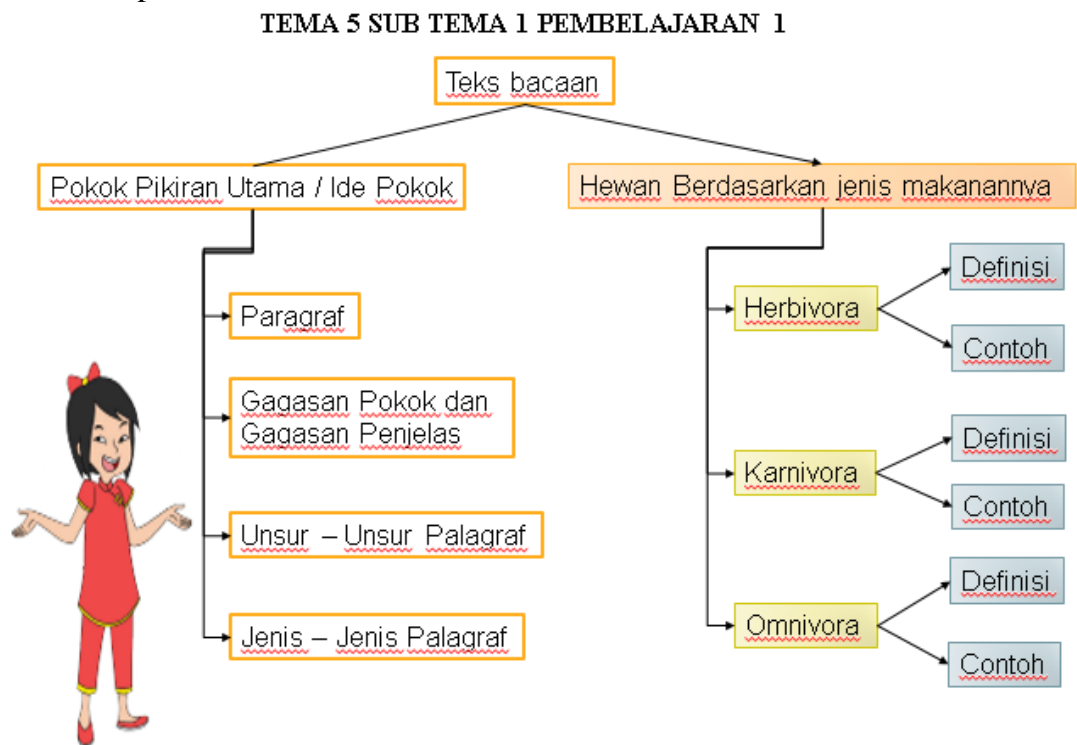 TEMA 5 SUB TEMA 1 PEMBELAJARAN 1
Teks bacaan
Pokok Pikiran Utama / Ide Pokok
Paragraf
Gagasan Pokok dan
Gagasan Penjelas
Unsur – Unsur Palagraf
Jenis – Jenis Palagraf
Hewan Berdasarkan jenis makanannya
Herbivora
Definisi
Contoh
Karnivora
Definisi
Contoh
Omnivora
Definisi
Contoh